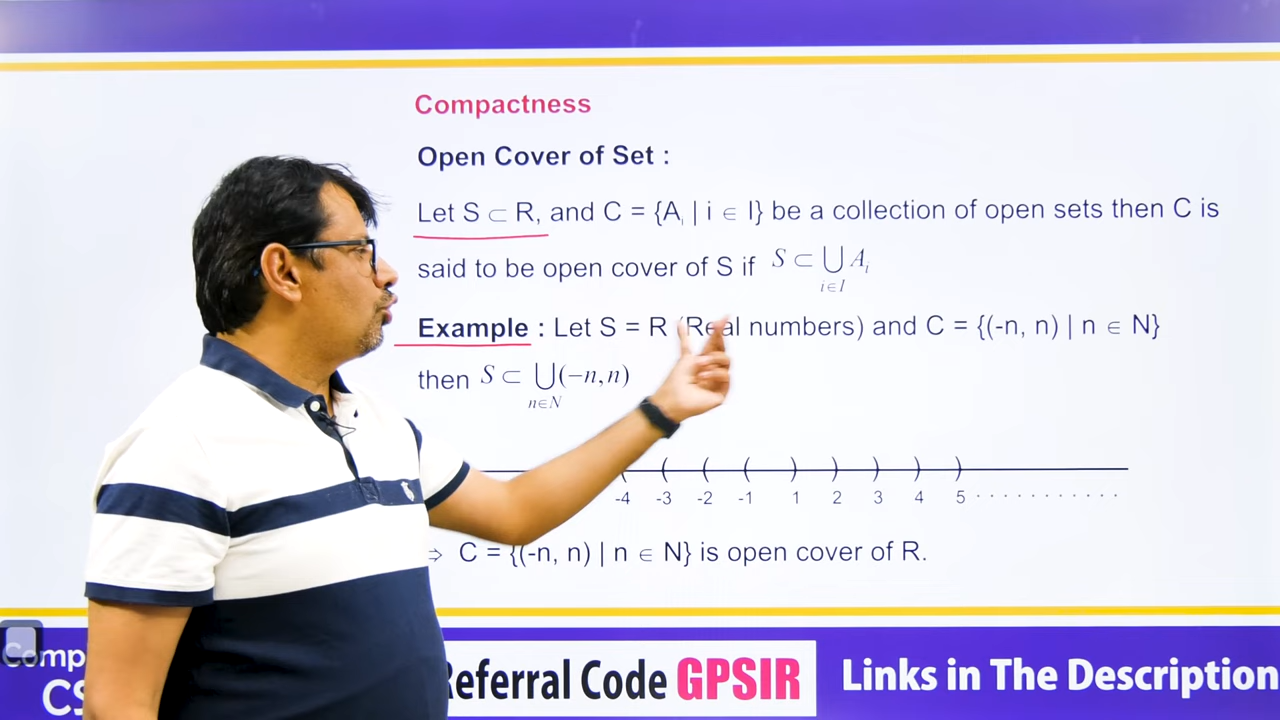 Compactness
Open Cover of Set :
Let S ⊂ R, and C = {Aᵢ | i ∈ I} be a collection of open sets then C is
said to be open cover of S if S ⊂ ⋃ Aᵢ
i∈I
Example : Let S = R (Real numbers) and C = {(-n, n) | n ∈ N}
then S ⊂ ⋃(−n,n)
n∈N
-4 -3 -2 -1 1 2 3 4 5 . . . . . . . . . . . . .
⇒ C = {(-n, n) | n ∈ N} is open cover of R.
Referral Code GPSIR Links in The Description